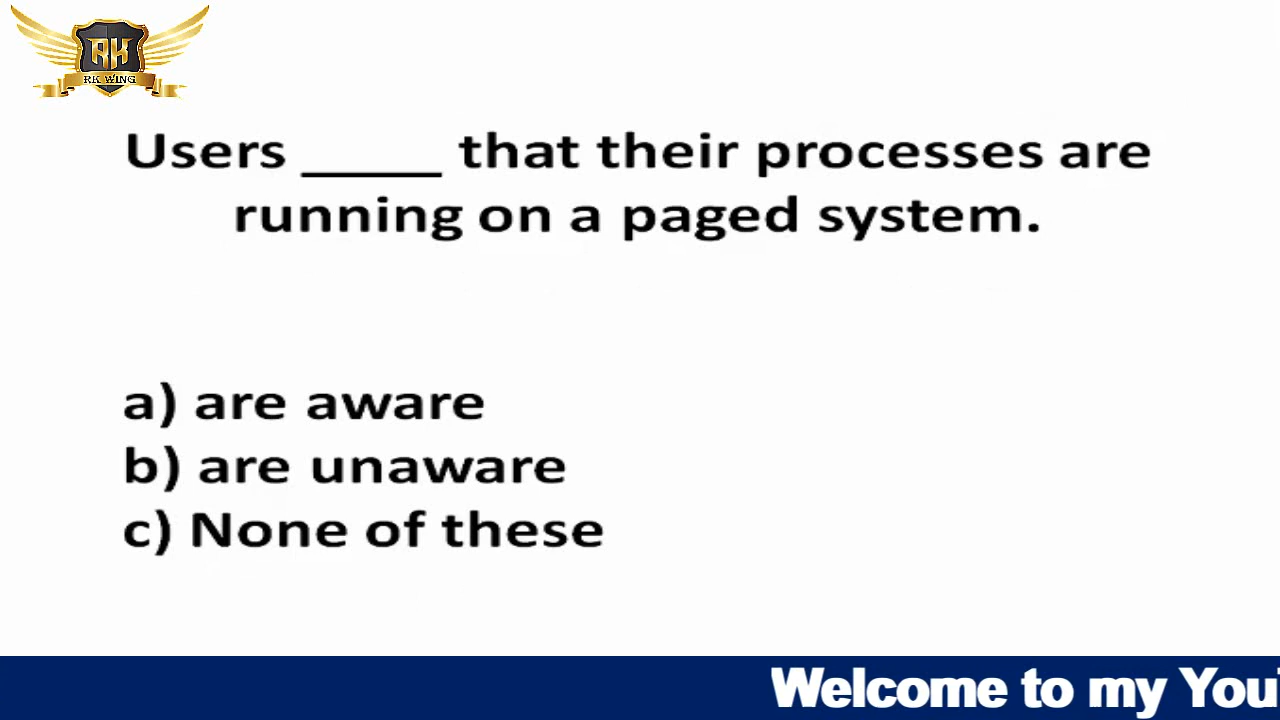 RK
RK WING
Users _____ that their processes are
running on a paged system.
a) are aware
b) are unaware
c) None of these
Welcome to my You